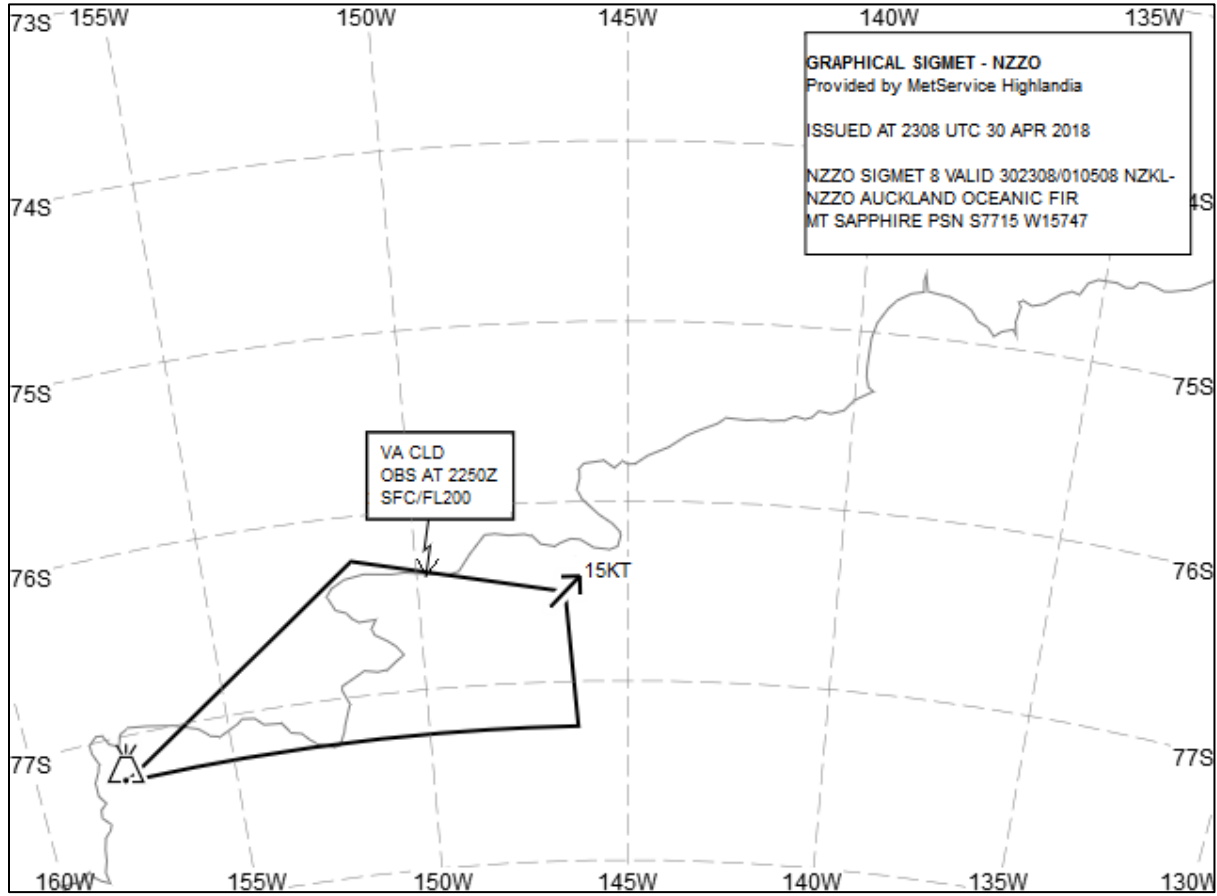 73S 155W 150W 145W 140W 135W
GRAPHICAL SIGMET - NZZO
Provided by MetService Highlandia
ISSUED AT 2308 UTC 30 APR 2018
NZZO SIGMET 8 VALID 302308/010508 NZKL-
NZZO AUCKLAND OCEANIC FIR
MT SAPPHIRE PSN S7715 W15747
74S 4S
75S 75S
VA CLD
OBS AT 2250Z
SFC/FL200
76S 15KT 76S
77S 77S
160W 155W 150W 145W 140W 135W 130W